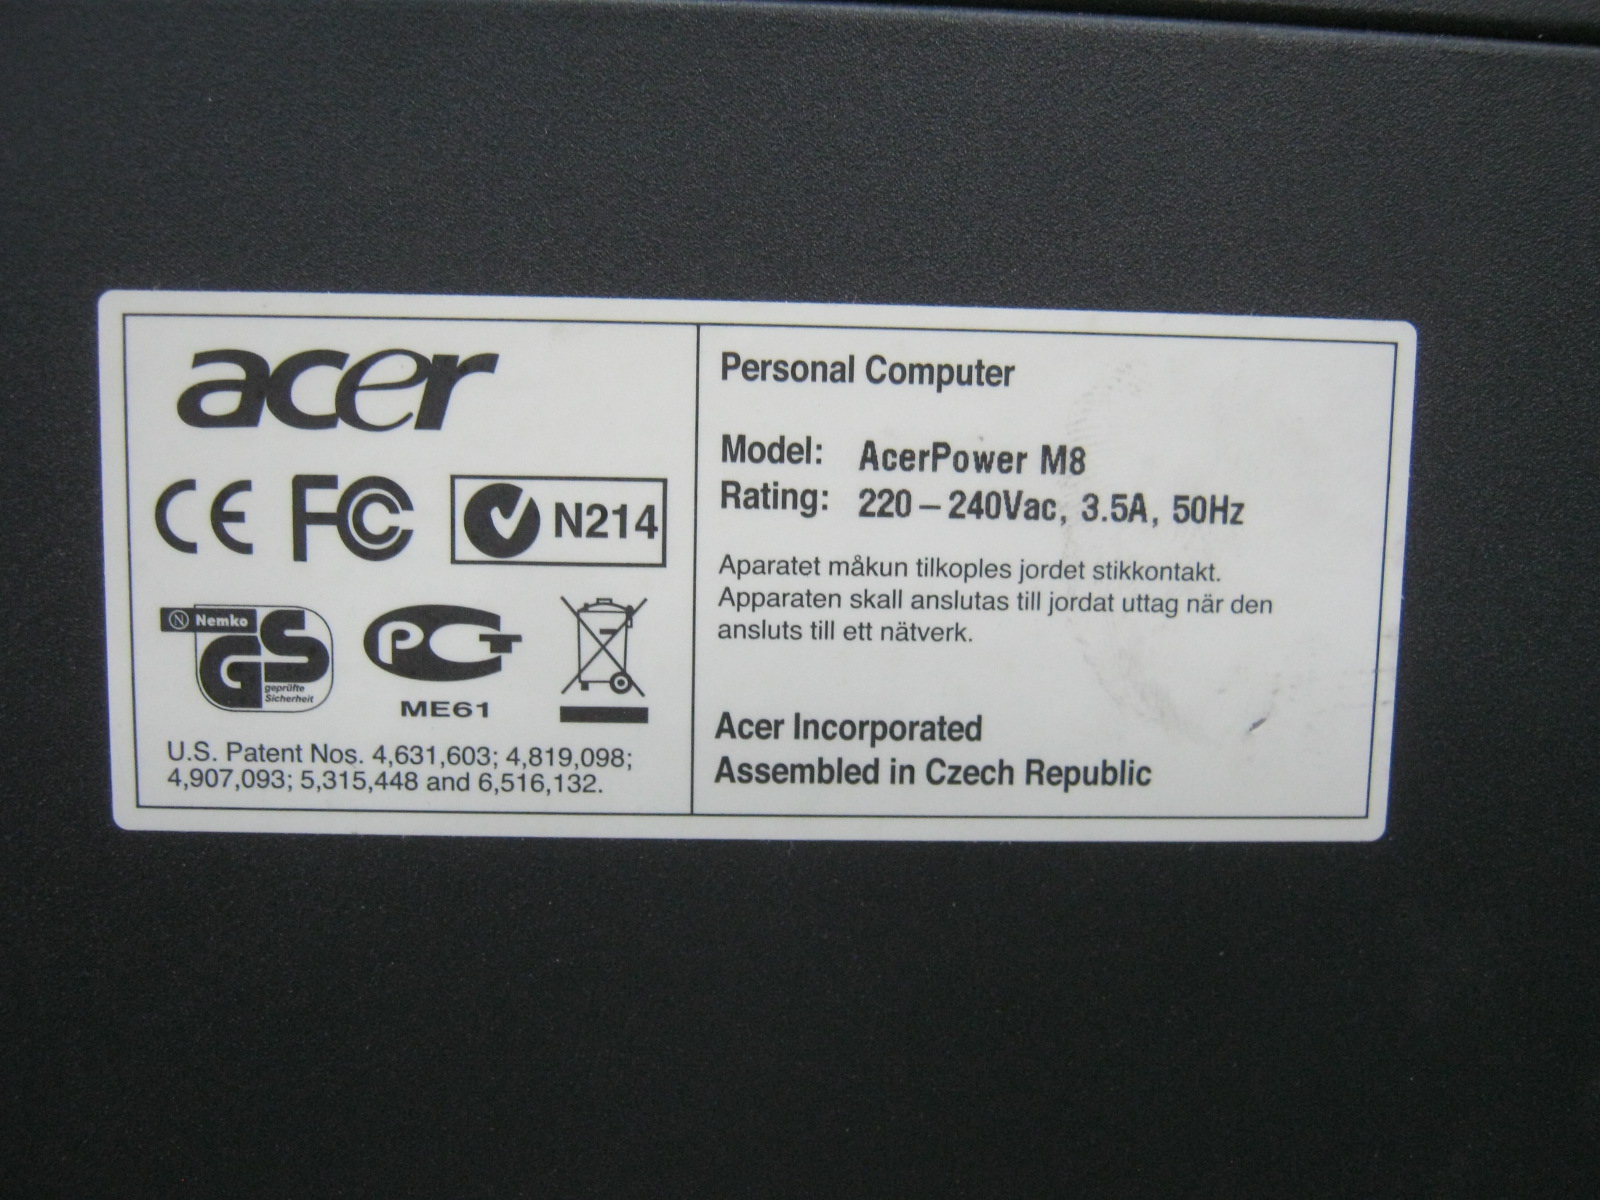 acer
CE FC N214
N Nemko
GS
geprüfte
Sicherheit
PCT
ME61
U.S. Patent Nos. 4,631,603; 4,819,098;
4,907,093; 5,315,448 and 6,516,132.
Personal Computer
Model: AcerPower M8
Rating: 220–240Vac, 3.5A, 50Hz
Aparatet måkun tilkoples jordet stikkontakt.
Apparaten skall anslutas till jordat uttag när den
ansluts till ett nätverk.
Acer Incorporated
Assembled in Czech Republic